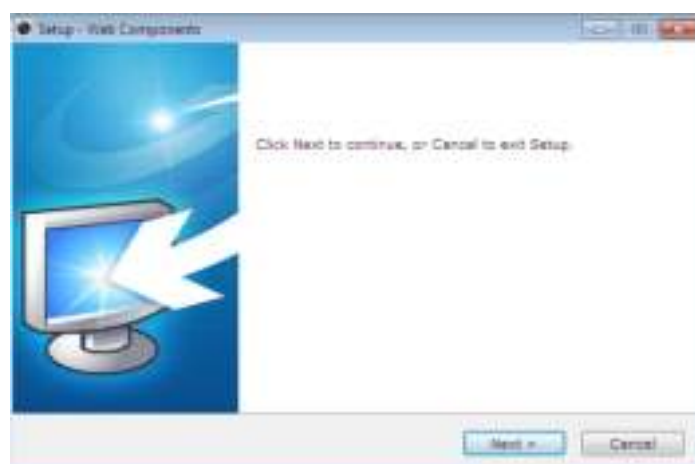 Setup - Web Components
Click Next to continue, or Cancel to exit Setup.
Next >
Cancel